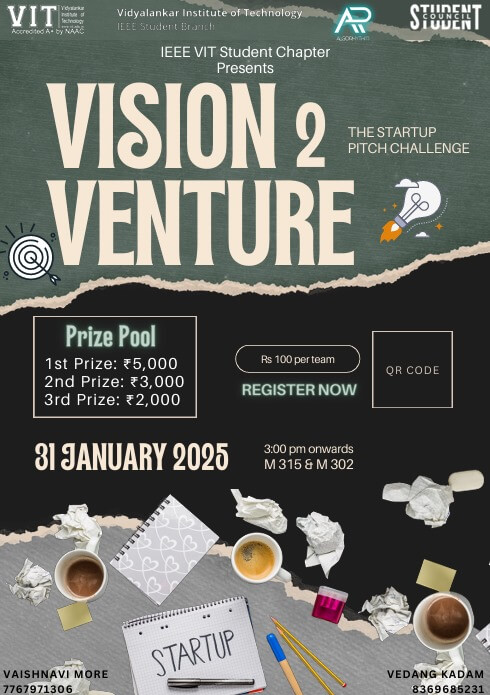 VIT
Vidyalankar
Institute of
Technology
Accredited A+ by NAAC
Vidyalankar Institute of Technology
IEEE Student Branch
AR
STUDENT
COUNCIL
IEEE VIT Student Chapter
Presents
VISION 2
VENTURE
THE STARTUP
PITCH CHALLENGE
Prize Pool
1st Prize: ₹5,000
2nd Prize: ₹3,000
3rd Prize: ₹2,000
Rs 100 per team
REGISTER NOW
QR CODE
31 JANUARY 2025
3:00 pm onwards
M 315 & M 302
STARTUP
VAISHNAVI MORE
7767971306
VEDANG KADAM
8369685231